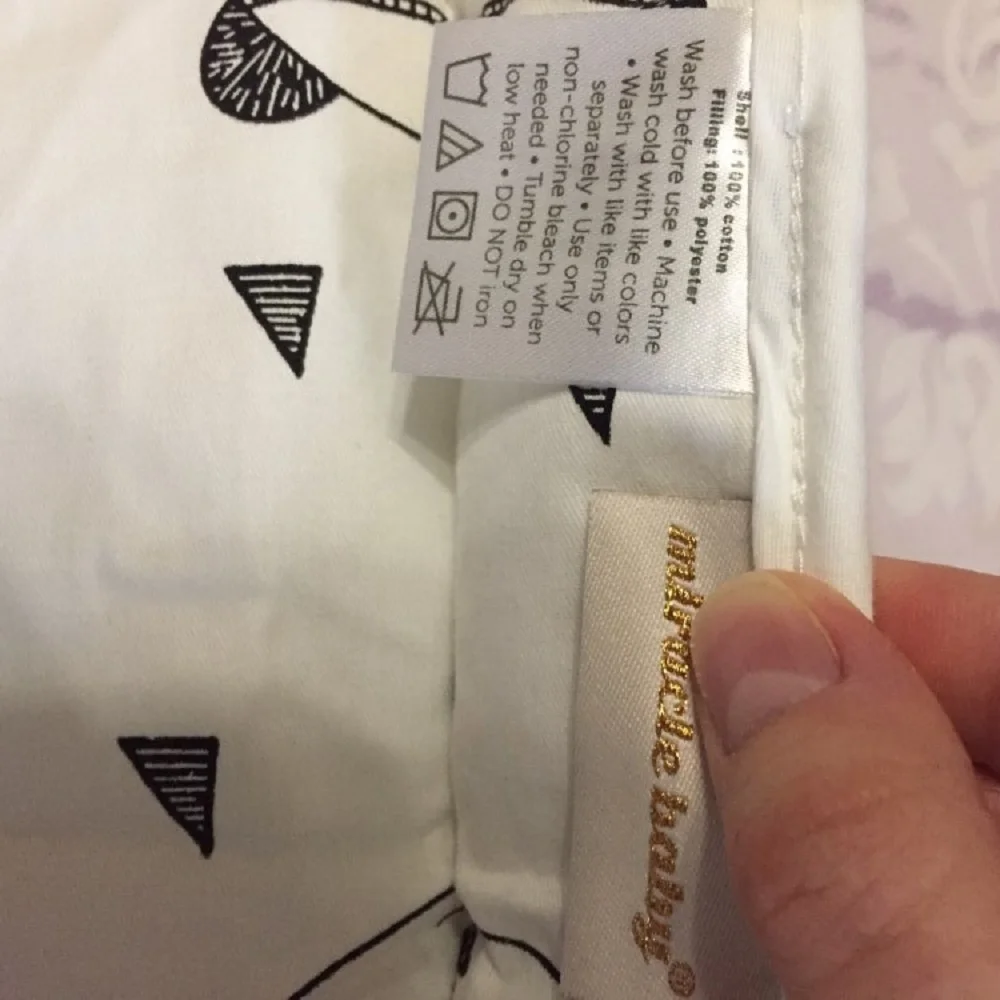 Shell : 100% cotton
Filling: 100% polyester
Wash before use • Machine
wash cold with like colors
• Wash with like items or
separately • Use only
non-chlorine bleach when
needed • Tumble dry on
low heat • DO NOT iron
miracle baby®